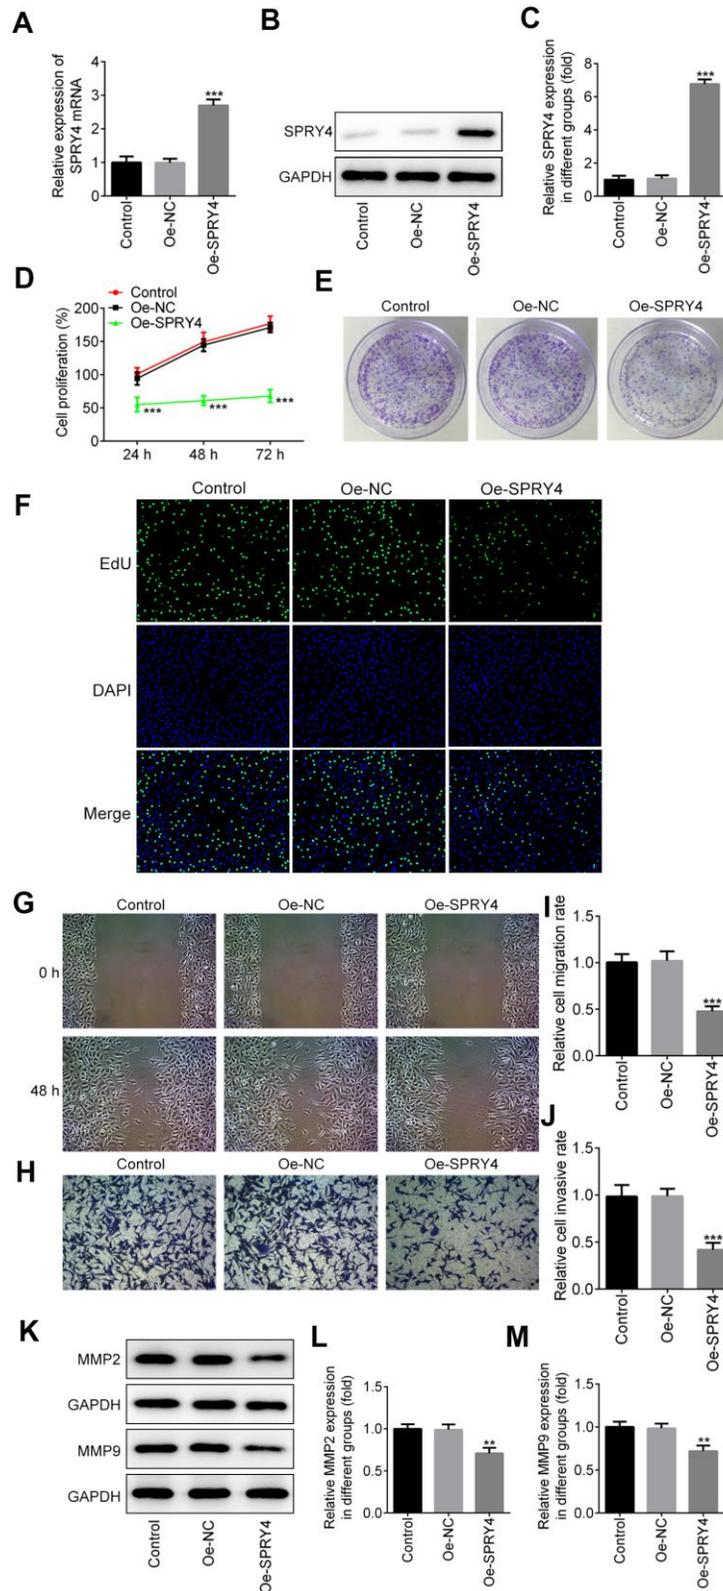 A
Relative expression of
SPRY4 mRNA
4
3
2
1
0
***
Control
Oe-NC
Oe-SPRY4
B
SPRY4
GAPDH
Control
Oe-NC
Oe-SPRY4
C
Relative SPRY4 expression
in different groups (fold)
8
6
4
2
0
***
Control
Oe-NC
Oe-SPRY4
D
Control
Oe-NC
Oe-SPRY4
Cell proliferation (%)
200
150
100
50
0
***
***
***
24 h
48 h
72 h
E
Control
Oe-NC
Oe-SPRY4
F
Control
Oe-NC
Oe-SPRY4
EdU
DAPI
Merge
G
Control
Oe-NC
Oe-SPRY4
0 h
48 h
H
Control
Oe-NC
Oe-SPRY4
I
Relative cell migration rate
1.5
1.0
0.5
0.0
***
Control
Oe-NC
Oe-SPRY4
J
Relative cell invasive rate
1.5
1.0
0.5
0.0
***
Control
Oe-NC
Oe-SPRY4
K
MMP2
GAPDH
MMP9
GAPDH
Control
Oe-NC
Oe-SPRY4
L
Relative MMP2 expression
in different groups (fold)
1.5
1.0
0.5
0.0
**
Control
Oe-NC
Oe-SPRY4
M
Relative MMP9 expression
in different groups (fold)
1.5
1.0
0.5
0.0
**
Control
Oe-NC
Oe-SPRY4